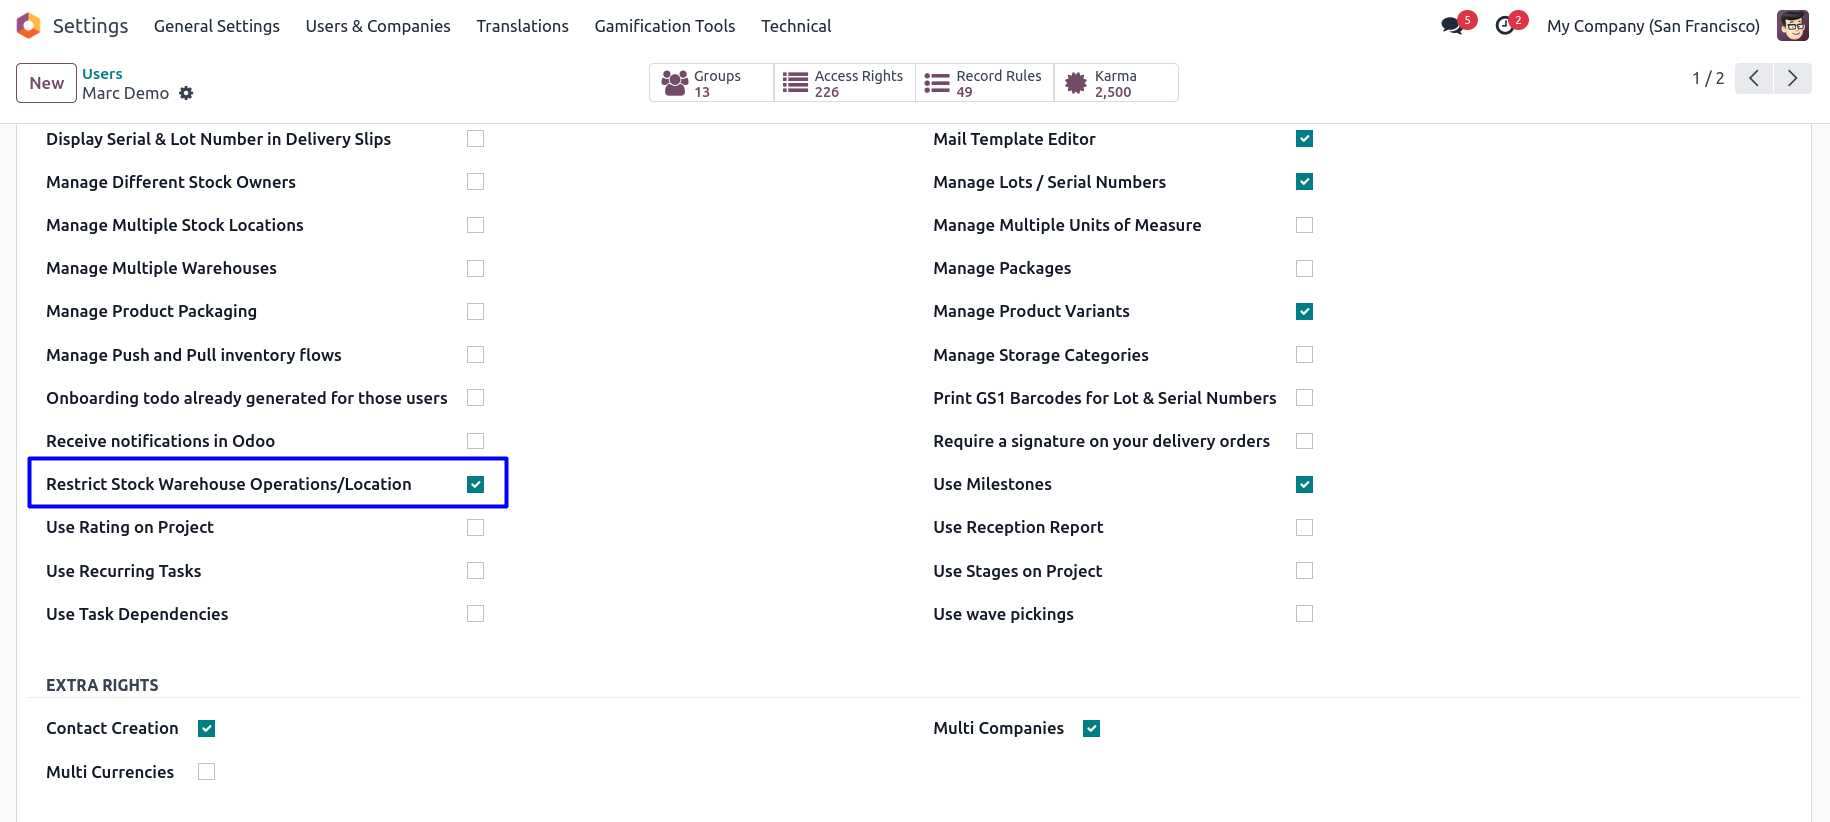 Settings General Settings Users & Companies Translations Gamification Tools Technical 5 2 My Company (San Francisco)
New Users Groups Access Rights Record Rules Karma 1 / 2
Marc Demo 13 226 49 2,500
Display Serial & Lot Number in Delivery Slips Mail Template Editor
Manage Different Stock Owners Manage Lots / Serial Numbers
Manage Multiple Stock Locations Manage Multiple Units of Measure
Manage Multiple Warehouses Manage Packages
Manage Product Packaging Manage Product Variants
Manage Push and Pull inventory flows Manage Storage Categories
Onboarding todo already generated for those users Print GS1 Barcodes for Lot & Serial Numbers
Receive notifications in Odoo Require a signature on your delivery orders
Restrict Stock Warehouse Operations/Location Use Milestones
Use Rating on Project Use Reception Report
Use Recurring Tasks Use Stages on Project
Use Task Dependencies Use wave pickings
EXTRA RIGHTS
Contact Creation Multi Companies
Multi Currencies